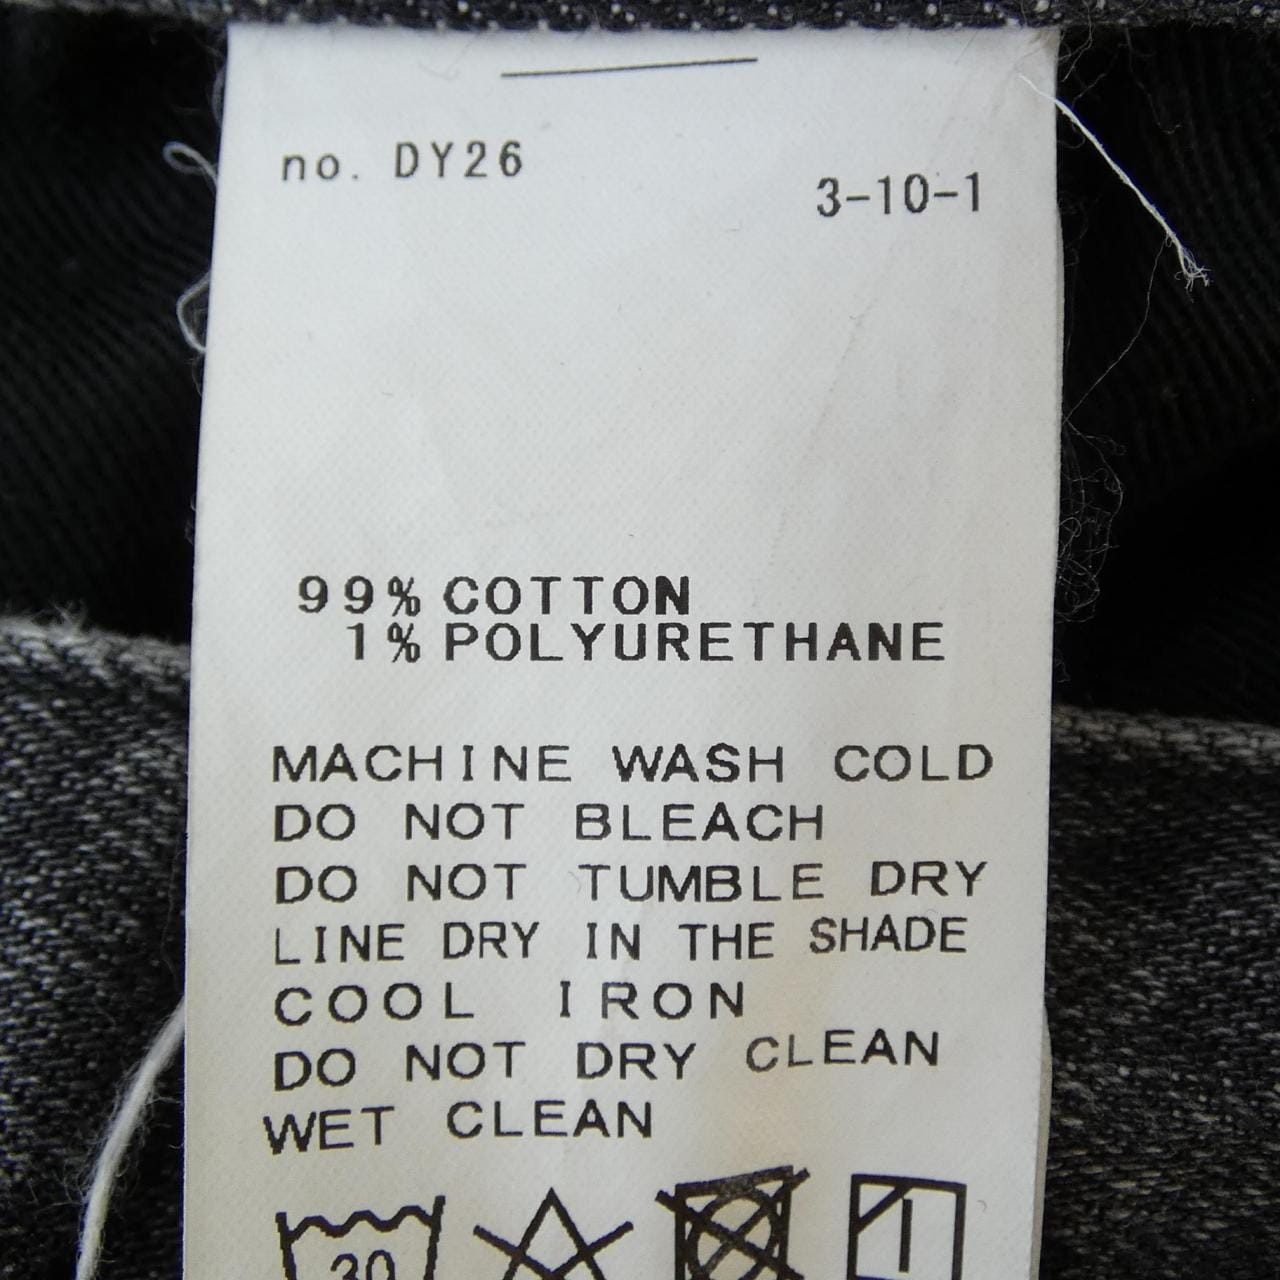 no. DY26
3-10-1
99% COTTON
1% POLYURETHANE
MACHINE WASH COLD
DO NOT BLEACH
DO NOT TUMBLE DRY
LINE DRY IN THE SHADE
COOL IRON
DO NOT DRY CLEAN
WET CLEAN
30